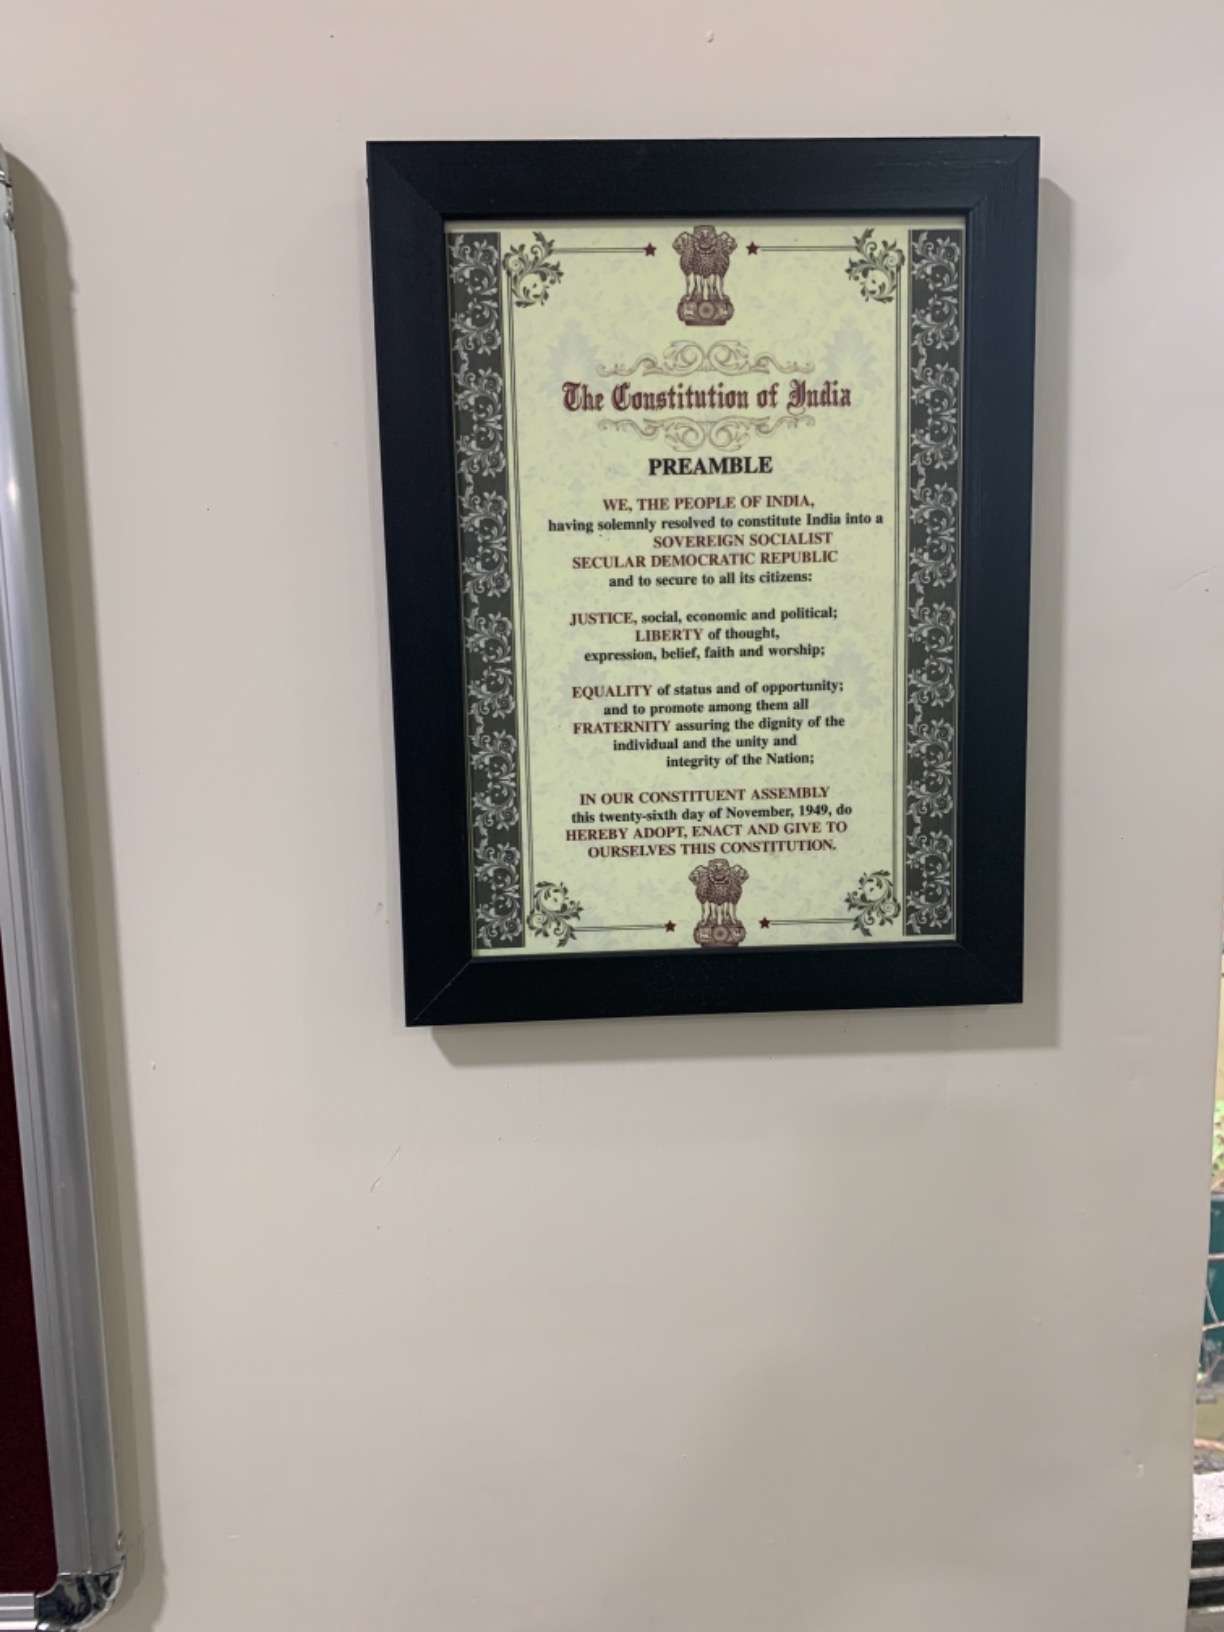 The Constitution of India
PREAMBLE
WE, THE PEOPLE OF INDIA,
having solemnly resolved to constitute India into a
SOVEREIGN SOCIALIST
SECULAR DEMOCRATIC REPUBLIC
and to secure to all its citizens:
JUSTICE, social, economic and political;
LIBERTY of thought,
expression, belief, faith and worship;
EQUALITY of status and of opportunity;
and to promote among them all
FRATERNITY assuring the dignity of the
individual and the unity and
integrity of the Nation;
IN OUR CONSTITUENT ASSEMBLY
this twenty-sixth day of November, 1949, do
HEREBY ADOPT, ENACT AND GIVE TO
OURSELVES THIS CONSTITUTION.